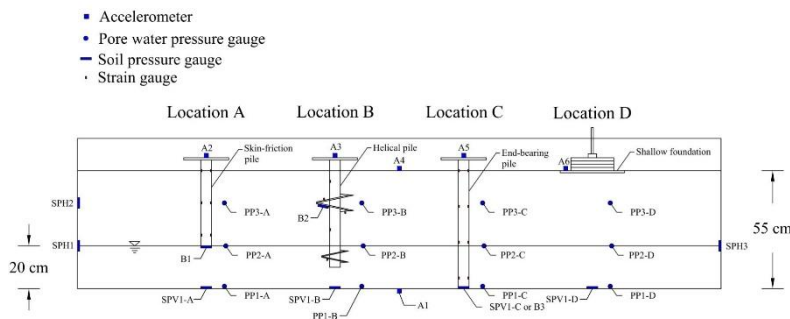 Accelerometer
Pore water pressure gauge
Soil pressure gauge
Strain gauge
Location A
Location B
Location C
Location D
A2
Skin-friction
pile
A3
Helical pile
A4
A5
End-bearing
pile
A6
Shallow foundation
SPH2
PP3-A
B2
PP3-B
PP3-C
PP3-D
55 cm
SPH1
B1
PP2-A
PP2-B
PP2-C
PP2-D
SPH3
20 cm
SPV1-A
PP1-A
SPV1-B
PP1-B
A1
PP1-C
SPV1-C or B3
SPV1-D
PP1-D